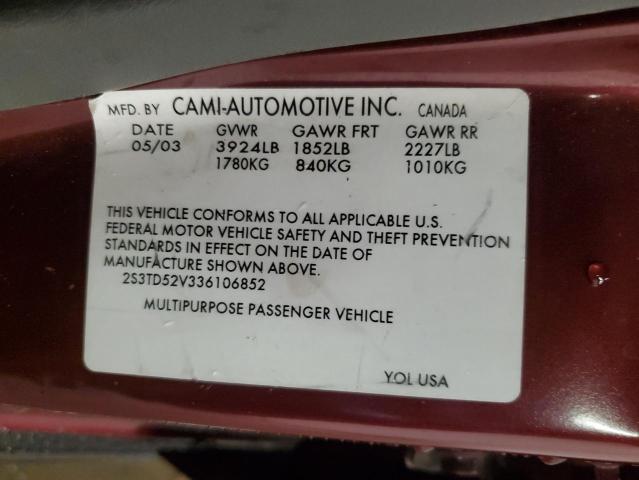 MFD. BY CAMI-AUTOMOTIVE INC. CANADA
DATE GVWR GAWR FRT GAWR RR
05/03 3924LB 1852LB 2227LB
1780KG 840KG 1010KG
THIS VEHICLE CONFORMS TO ALL APPLICABLE U.S.
FEDERAL MOTOR VEHICLE SAFETY AND THEFT PREVENTION
STANDARDS IN EFFECT ON THE DATE OF
MANUFACTURE SHOWN ABOVE.
2S3TD52V336106852
MULTIPURPOSE PASSENGER VEHICLE
YOL USA